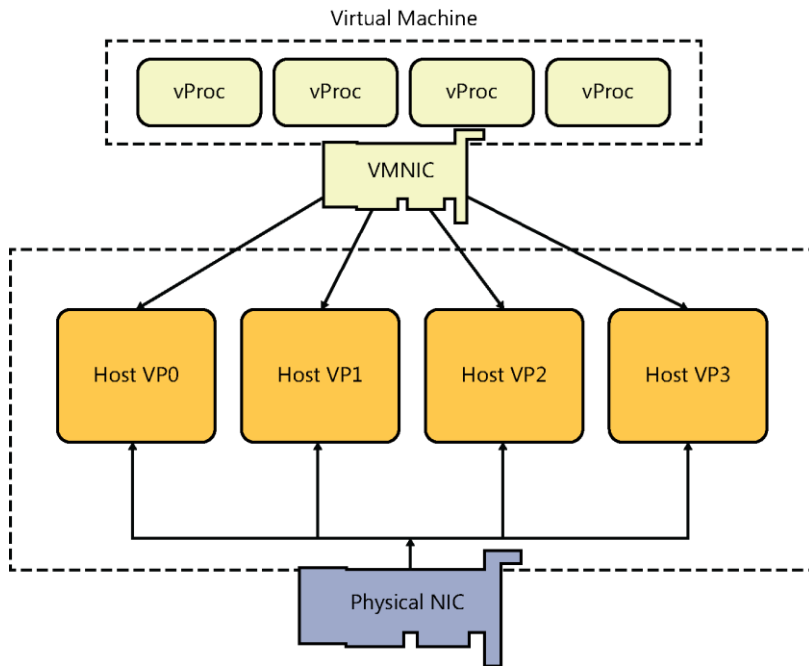 Virtual Machine
vProc vProc vProc vProc
VMNIC
Host VP0 Host VP1 Host VP2 Host VP3
Physical NIC